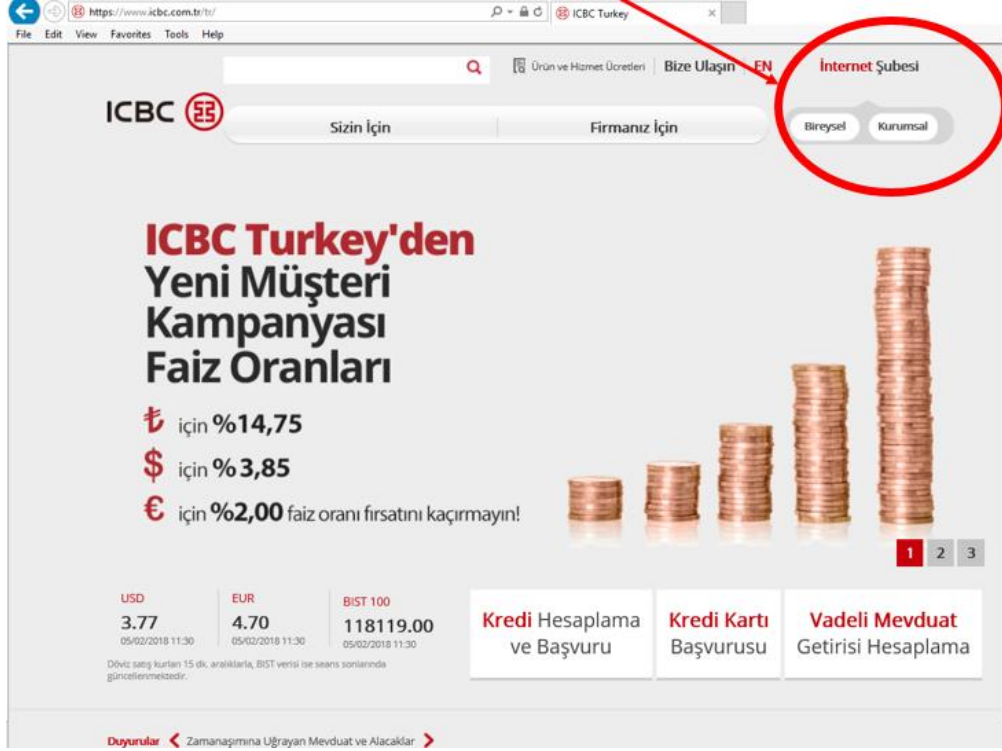 https://www.icbc.com.tr/tr/
ICBC Turkey
File Edit View Favorites Tools Help
Ürün ve Hizmet Ücretleri
Bize Ulaşın
EN
İnternet Şubesi
ICBC
Sizin İçin
Firmanız İçin
Bireysel
Kurumsal
ICBC Turkey'den
Yeni Müşteri
Kampanyası
Faiz Oranları
₺ için %14,75
$ için %3,85
€ için %2,00 faiz oranı fırsatını kaçırmayın!
1 2 3
USD
3.77
05/02/2018 11:30
EUR
4.70
05/02/2018 11:30
BIST 100
118119.00
05/02/2018 11:30
Döviz satış kurları 15 dk. aralıklarla, BIST verisi ise seans sonlarında
güncellenmektedir.
Kredi Hesaplama
ve Başvuru
Kredi Kartı
Başvurusu
Vadeli Mevduat
Getirisi Hesaplama
Duyurular
Zamanaşımına Uğrayan Mevduat ve Alacaklar